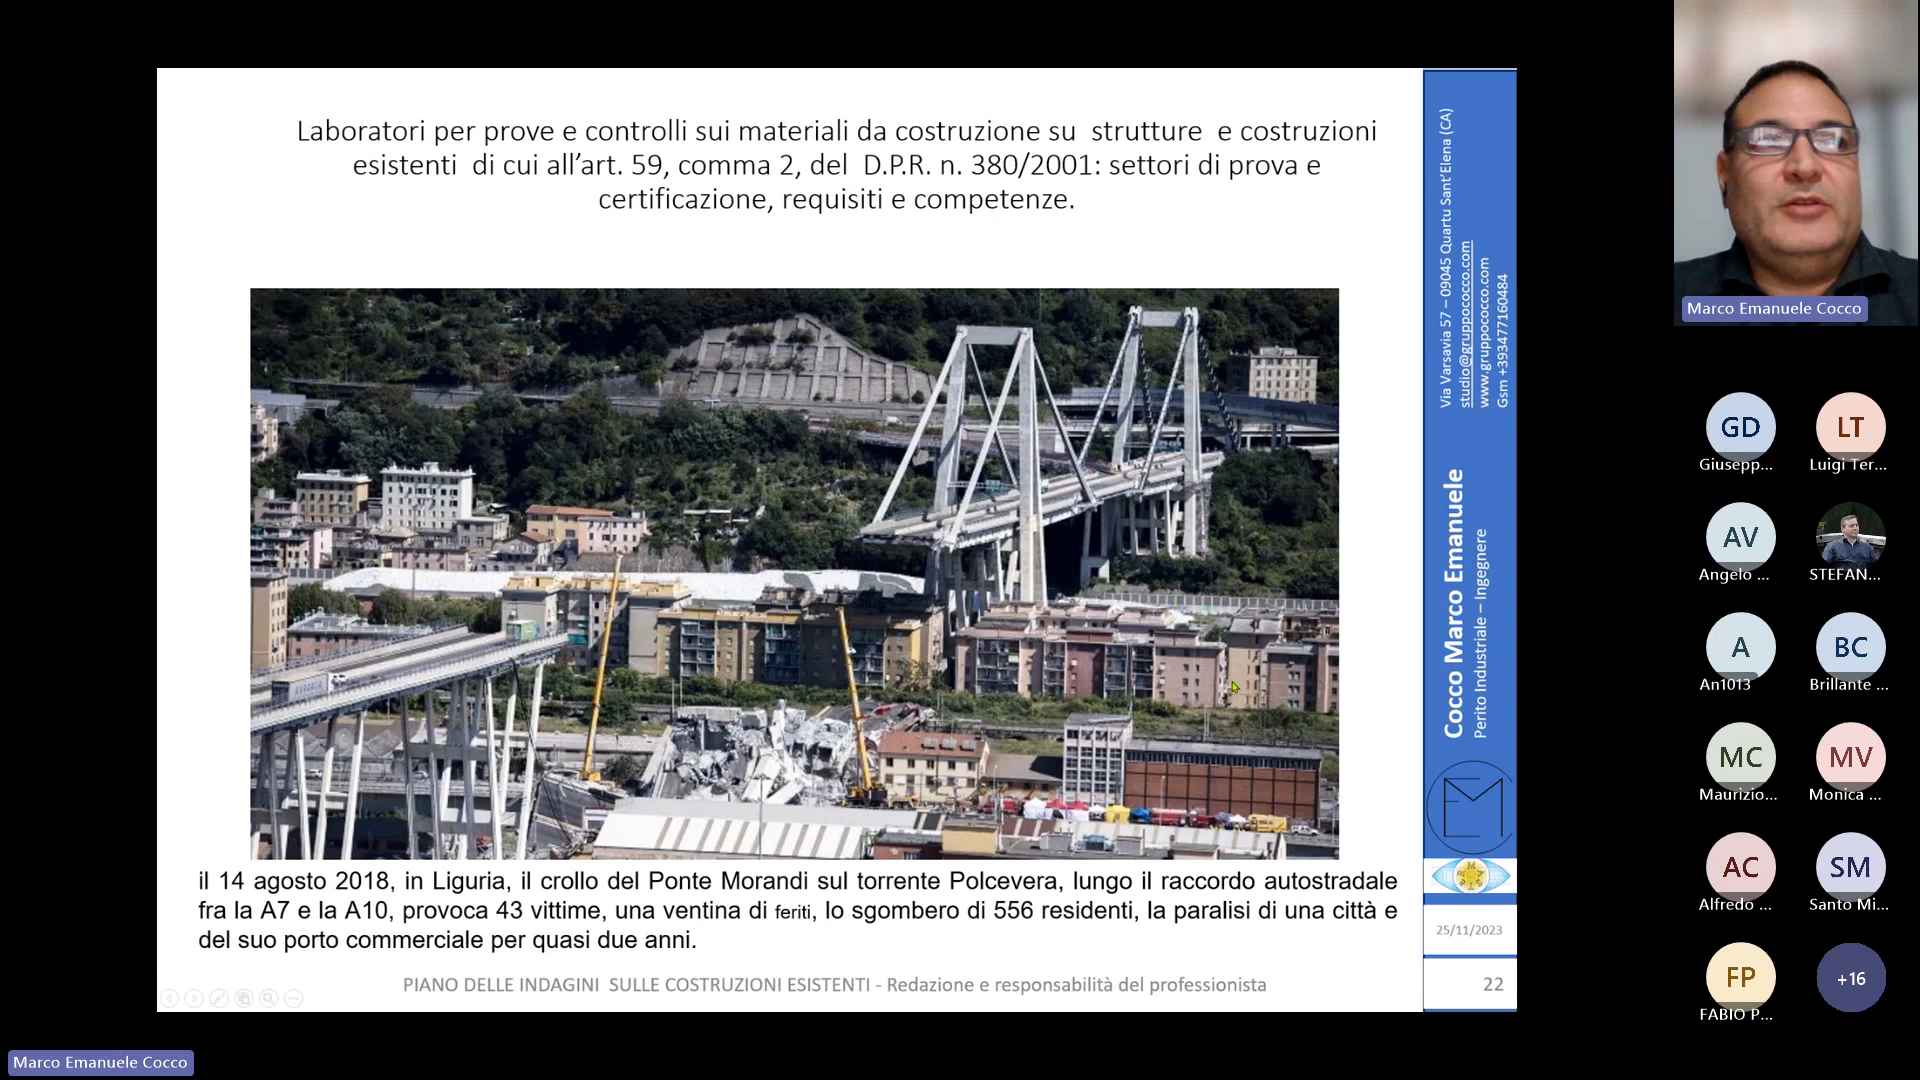 Laboratori per prove e controlli sui materiali da costruzione su strutture e costruzioni
esistenti di cui all’art. 59, comma 2, del D.P.R. n. 380/2001: settori di prova e
certificazione, requisiti e competenze.
il 14 agosto 2018, in Liguria, il crollo del Ponte Morandi sul torrente Polcevera, lungo il raccordo autostradale
fra la A7 e la A10, provoca 43 vittime, una ventina di feriti, lo sgombero di 556 residenti, la paralisi di una città e
del suo porto commerciale per quasi due anni.
PIANO DELLE INDAGINI SULLE COSTRUZIONI ESISTENTI - Redazione e responsabilità del professionista
Via Varsavia 57 – 09045 Quartu Sant’Elena (CA)
studio@gruppococco.com
www.gruppococco.com
Gsm +393477160484
Cocco Marco Emanuele
Perito Industriale – Ingegnere
25/11/2023
22
Marco Emanuele Cocco
GD
Giusepp...
LT
Luigi Ter...
AV
Angelo ...
STEFAN...
A
An1013
BC
Brillante ...
MC
Maurizio...
MV
Monica ...
AC
Alfredo ...
SM
Santo Mi...
FP
FABIO P...
+16
Marco Emanuele Cocco